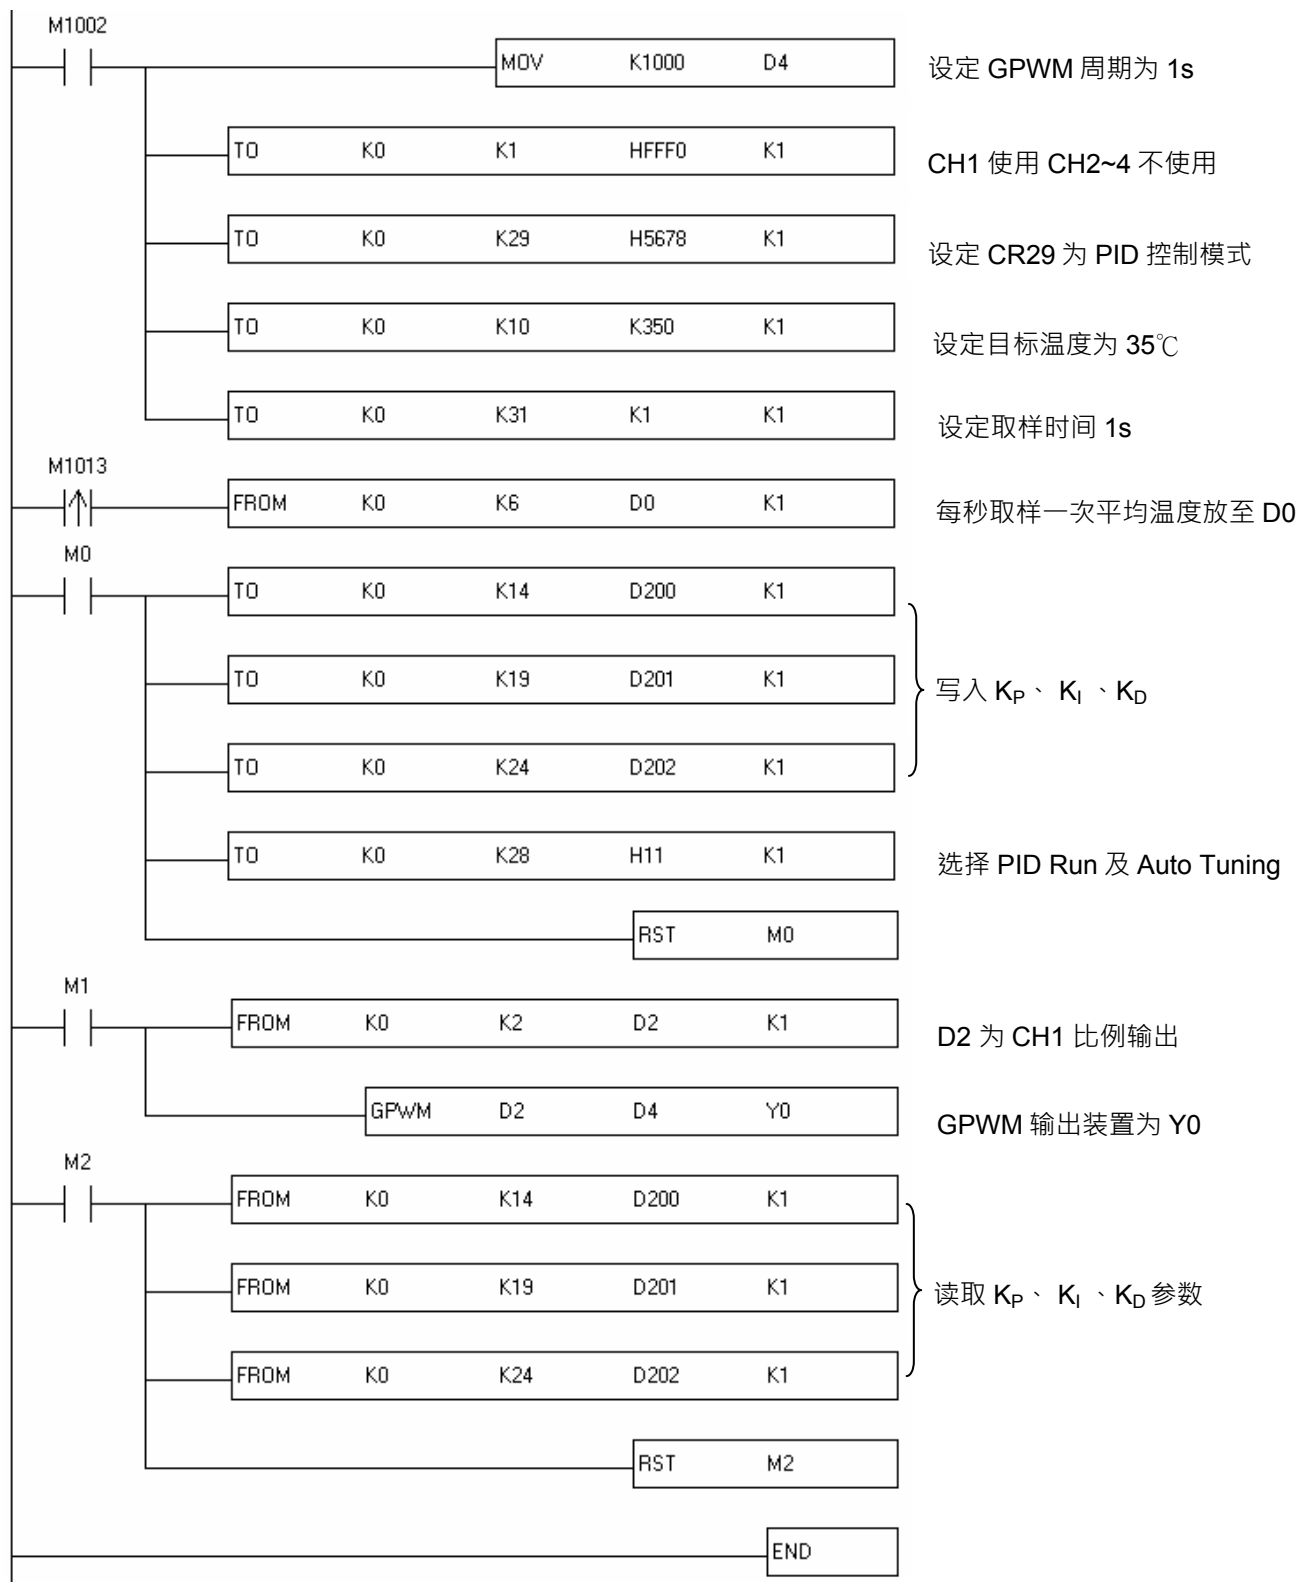 M1002
MOV K1000 D4 设定 GPWM 周期为 1s
TO K0 K1 HFFF0 K1 CH1 使用 CH2~4 不使用
TO K0 K29 H5678 K1 设定 CR29 为 PID 控制模式
TO K0 K10 K350 K1 设定目标温度为 35℃
TO K0 K31 K1 K1 设定取样时间 1s
M1013
FROM K0 K6 D0 K1 每秒取样一次平均温度放至 D0
M0
TO K0 K14 D200 K1
TO K0 K19 D201 K1 写入 KP、 KI 、KD
TO K0 K24 D202 K1
TO K0 K28 H11 K1 选择 PID Run 及 Auto Tuning
RST M0
M1
FROM K0 K2 D2 K1 D2 为 CH1 比例输出
GPWM D2 D4 Y0 GPWM 输出装置为 Y0
M2
FROM K0 K14 D200 K1
FROM K0 K19 D201 K1 读取 KP、 KI 、KD 参数
FROM K0 K24 D202 K1
RST M2
END